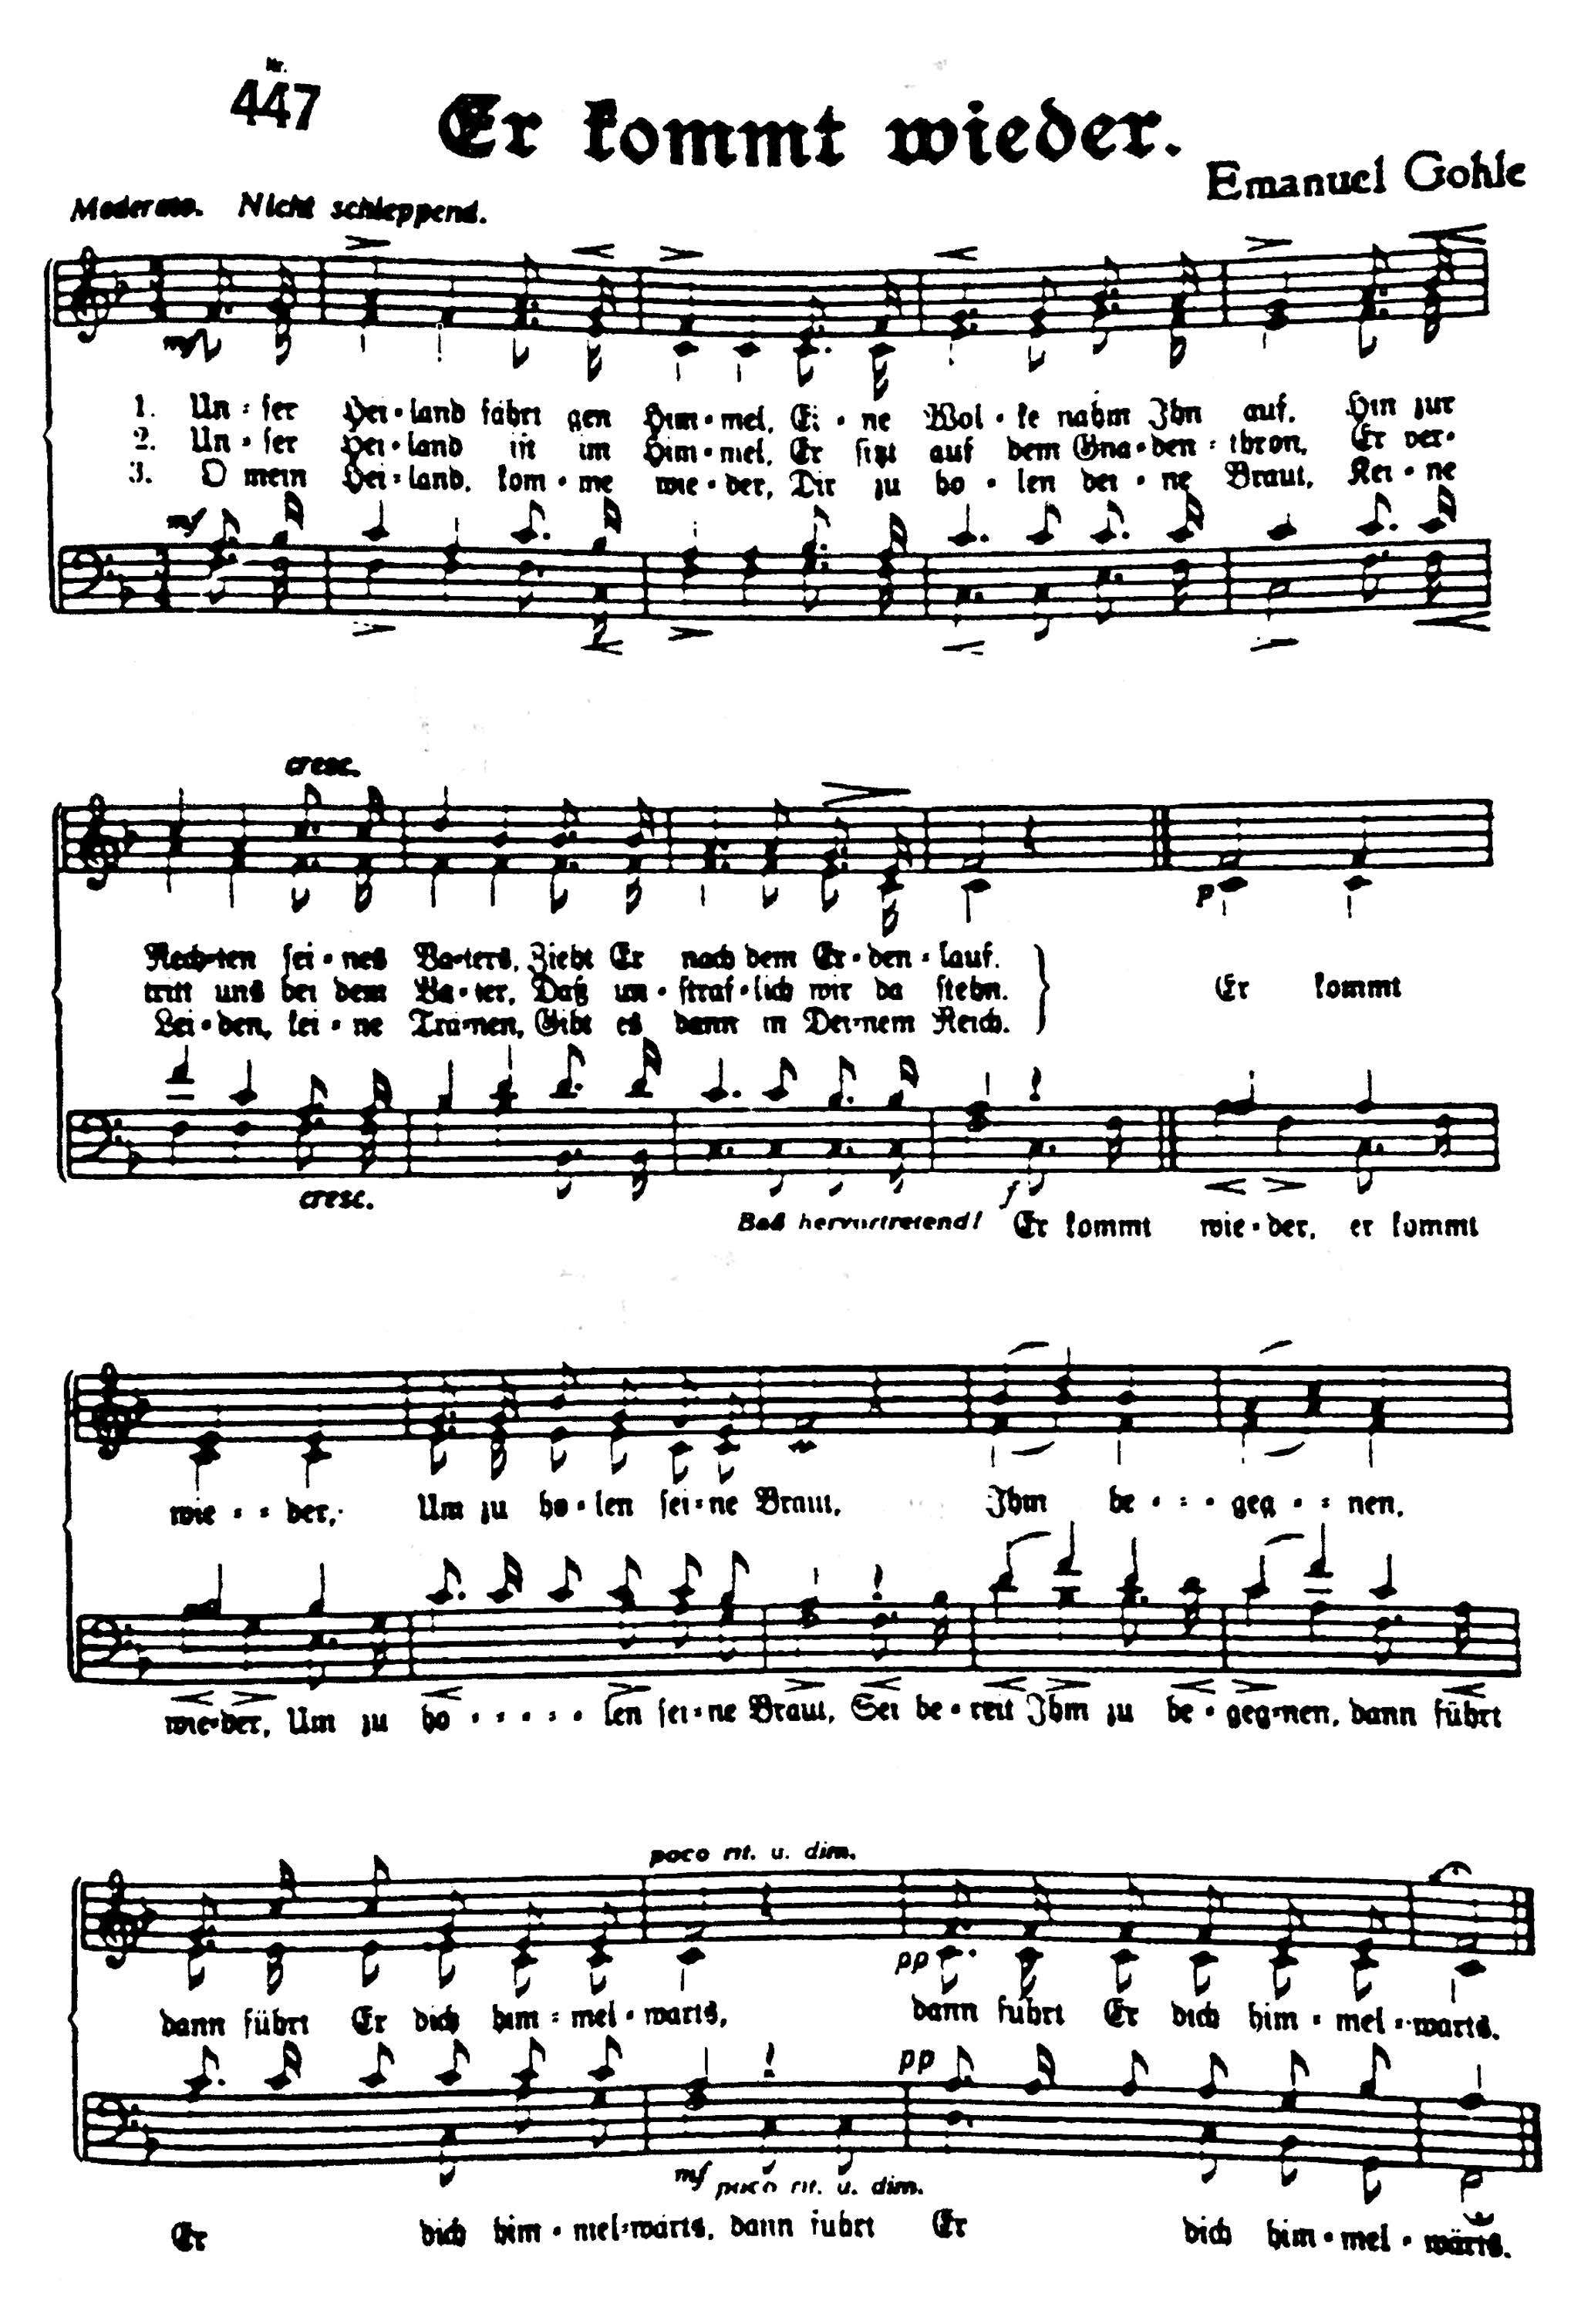 Nr.
447
Er kommt wieder.
Emanuel Gohle
Moderato. Nicht schleppend.
mf
1. Un=ser Hei=land fährt gen Him=mel, Ei=ne Wol=ke nahm Ihn auf. Hin zur
2. Un=ser Hei=land ist im Him=mel, Er sitzt auf dem Gna=den=thron, Er ver=
3. O mein Hei=land, kom=me wie=der, Dir zu ho=len dei=ne Braut, Kei=ne
mf
cresc.
Rech=ten sei=nes Va=ters, Zieht Er nach dem Er=den=lauf.
tritt uns bei dem Va=ter, Daß un=sträf=lich wir da stehn. Er kommt
Lei=den, kei=ne Trä=nen, Gibt es dann in Dei=nem Reich.
p
cresc.
f
Baß hervortretend! Er kommt wie=der, er kommt
wie==der, Um zu ho=len sei=ne Braut, Ihm be===geg==nen,
wie=der, Um zu ho=====len sei=ne Braut, Sei be=reit Ihm zu be=geg=nen, dann führt
poco rit. u. dim.
pp
dann führt Er dich him=mel=wärts, dann führt Er dich him=mel=wärts.
pp
mf poco rit. u. dim.
Er dich him=mel=wärts, dann führt Er dich him=mel=wärts.